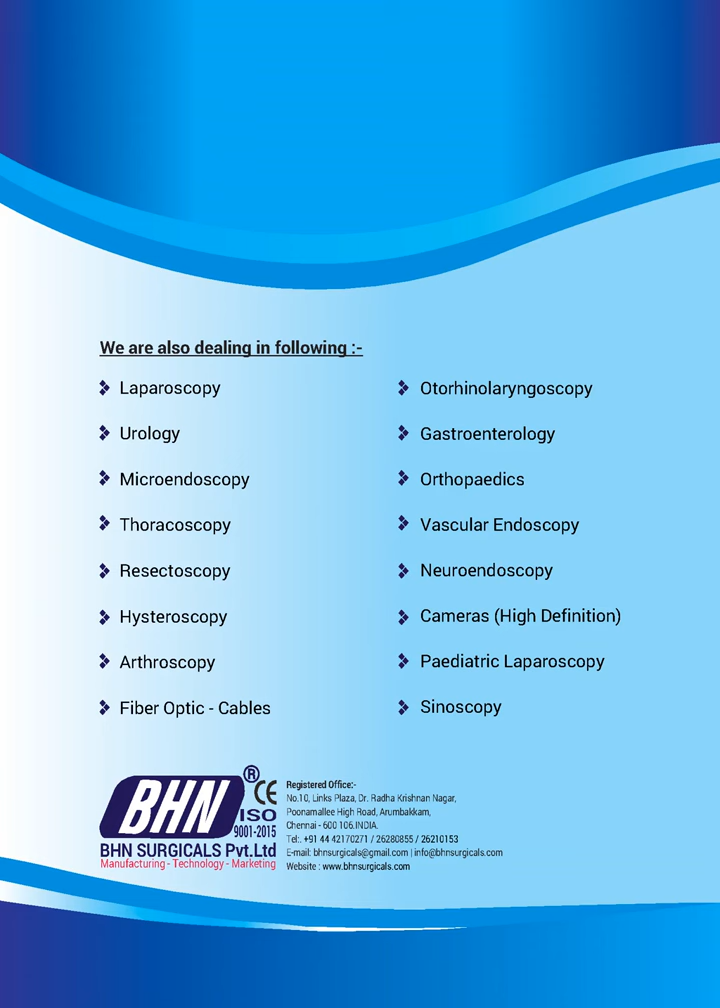 We are also dealing in following :-
Laparoscopy
Urology
Microendoscopy
Thoracoscopy
Resectoscopy
Hysteroscopy
Arthroscopy
Fiber Optic - Cables
Otorhinolaryngoscopy
Gastroenterology
Orthopaedics
Vascular Endoscopy
Neuroendoscopy
Cameras (High Definition)
Paediatric Laparoscopy
Sinoscopy
BHN ®
CE
ISO
9001-2015
BHN SURGICALS Pvt.Ltd
Manufacturing - Technology - Marketing
Registered Office:-
No.10, Links Plaza, Dr. Radha Krishnan Nagar,
Poonamallee High Road, Arumbakkam,
Chennai - 600 106.INDIA.
Tel:. +91 44 42170271 / 26280855 / 26210153
E-mail: bhnsurgicals@gmail.com | info@bhnsurgicals.com
Website : www.bhnsurgicals.com